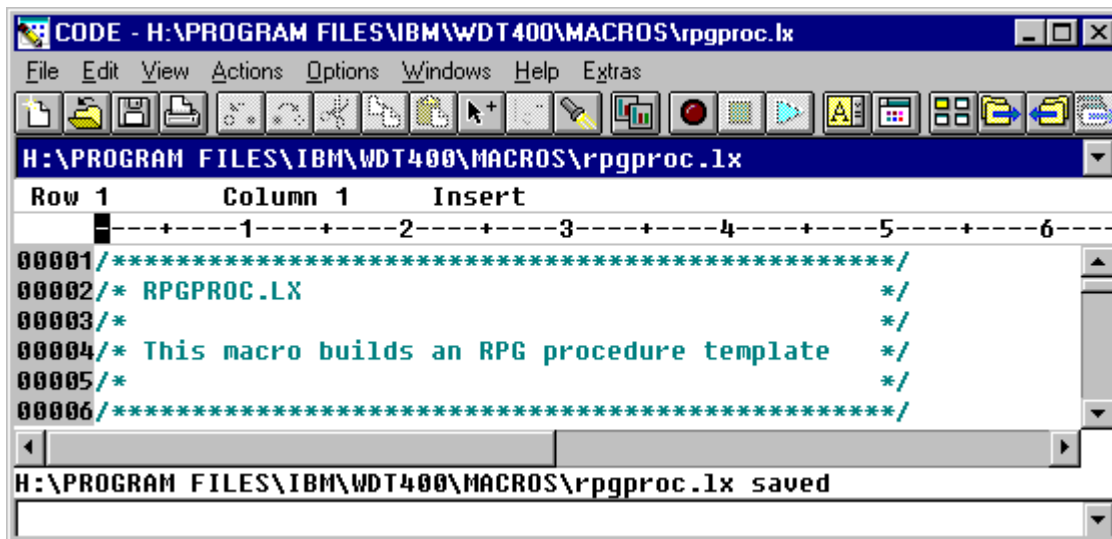 CODE - H:\PROGRAM FILES\IBM\WDT400\MACROS\rpgproc.lx
File Edit View Actions Options Windows Help Extras
H:\PROGRAM FILES\IBM\WDT400\MACROS\rpgproc.lx
Row 1 Column 1 Insert
----+----1----+----2----+----3----+----4----+----5----+----6----
00001/*************************************************/
00002/* RPGPROC.LX */
00003/* */
00004/* This macro builds an RPG procedure template */
00005/* */
00006/*************************************************/
H:\PROGRAM FILES\IBM\WDT400\MACROS\rpgproc.lx saved